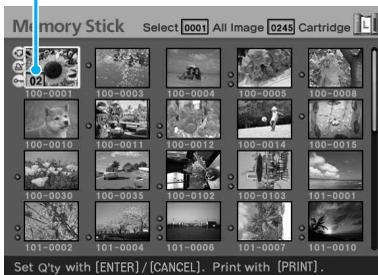 Memory Stick Select 0001 All Image 0245 Cartridge L
02
100-0001 100-0003 100-0004 100-0005 100-0008
100-0010 100-0011 100-0012 100-0014 100-0015
100-0030 100-0035 100-0102 100-0103 101-0001
101-0002 101-0004 101-0006 101-0007 101-0010
Set Q'ty with [ENTER]/[CANCEL]. Print with [PRINT].